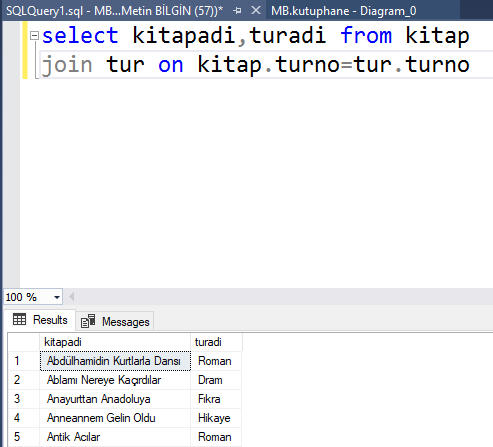 SQLQuery1.sql - MB...Metin BİLGİN (57))* MB.kutuphane - Diagram_0
select kitapadi,turadi from kitap
join tur on kitap.turno=tur.turno
100 %
Results Messages
kitapadi turadi
1 Abdülhamidin Kurtlarla Dansı Roman
2 Ablamı Nereye Kaçırdılar Dram
3 Anayurttan Anadoluya Fıkra
4 Anneannem Gelin Oldu Hikaye
5 Antik Acılar Roman